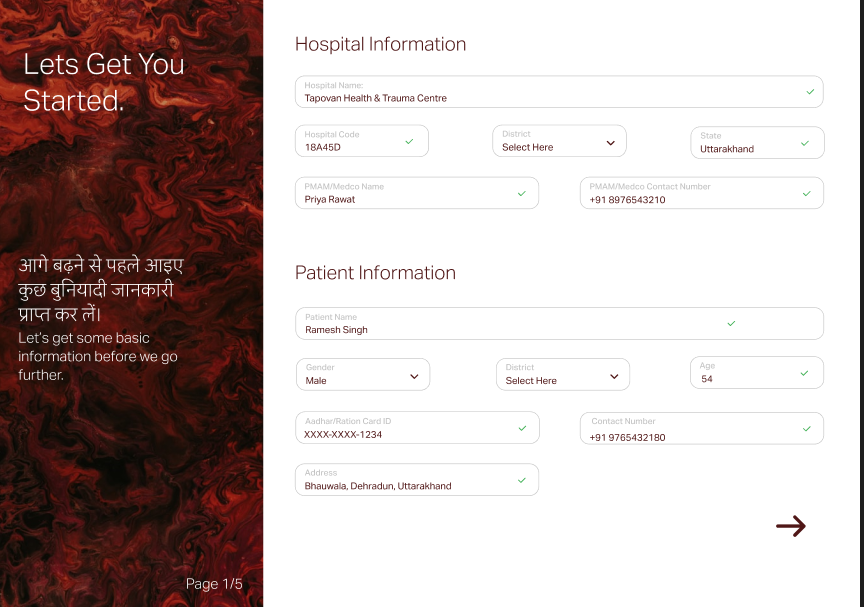 Lets Get You
Started.
आगे बढ़ने से पहले आइए
कुछ बुनियादी जानकारी
प्राप्त कर लें।
Let's get some basic
information before we go
further.
Page 1/5
Hospital Information
Hospital Name:
Tapovan Health & Trauma Centre
Hospital Code
18A45D
District
Select Here
State
Uttarakhand
PMAM/Medco Name
Priya Rawat
PMAM/Medco Contact Number
+91 8976543210
Patient Information
Patient Name
Ramesh Singh
Gender
Male
District
Select Here
Age
54
Aadhar/Ration Card ID
XXXX-XXXX-1234
Contact Number
+91 9765432180
Address
Bhauwala, Dehradun, Uttarakhand